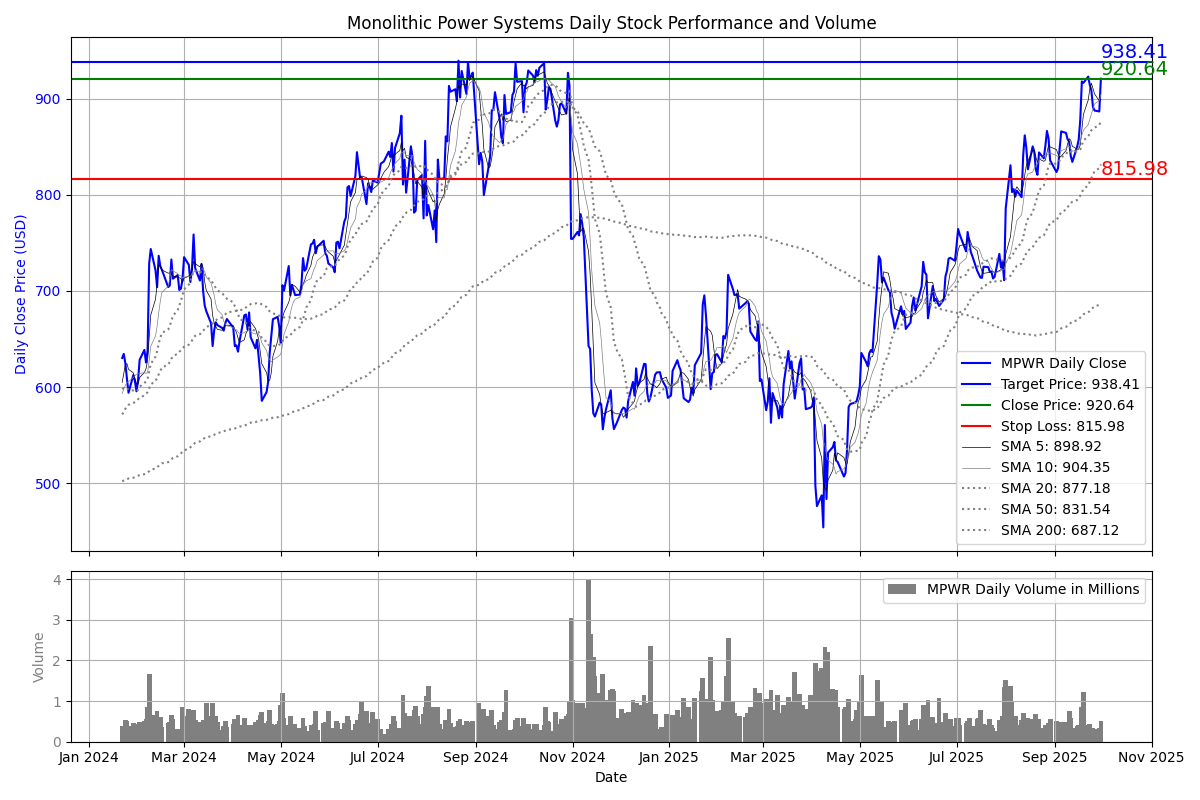 Monolithic Power Systems Daily Stock Performance and Volume
938.41
920.64
815.98
900
800
700
600
500
Daily Close Price (USD)
MPWR Daily Close
Target Price: 938.41
Close Price: 920.64
Stop Loss: 815.98
SMA 5: 898.92
SMA 10: 904.35
SMA 20: 877.18
SMA 50: 831.54
SMA 200: 687.12
4
3
2
1
0
Volume
MPWR Daily Volume in Millions
Jan 2024 Mar 2024 May 2024 Jul 2024 Sep 2024 Nov 2024 Jan 2025 Mar 2025 May 2025 Jul 2025 Sep 2025 Nov 2025
Date